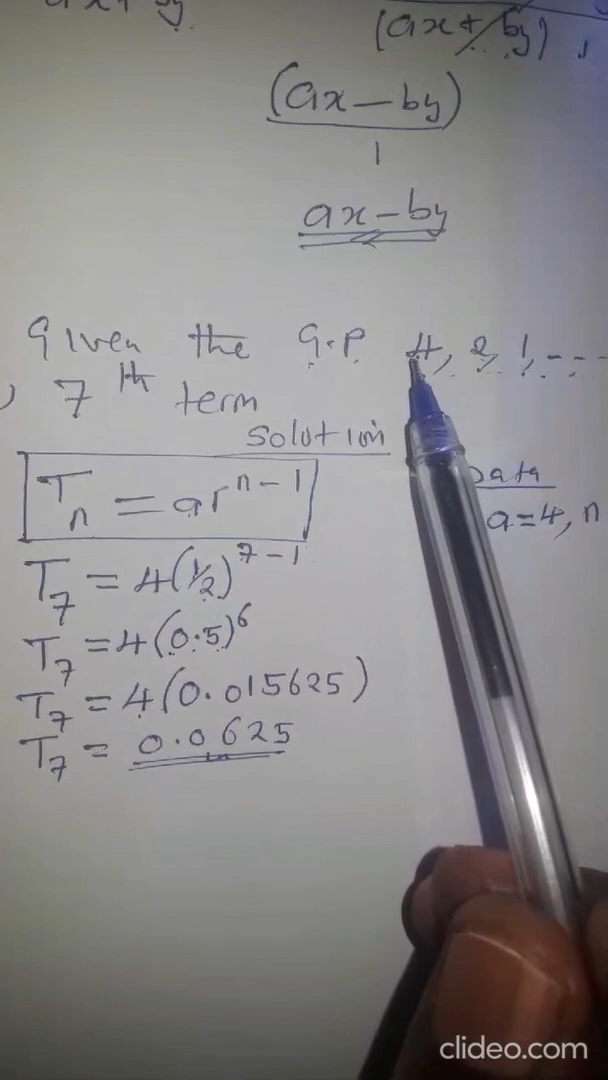 ax + by
(ax + by)
(ax – by)
1
ax – by
Given the G.P 4, 2, 1, - - -
, 7th term
solution
Tn = ar^n – 1
Data
a = 4, n
T7 = 4(1/2)^7 – 1
T7 = 4(0.5)^6
T7 = 4(0.015625)
T7 = 0.0625
clideo.com